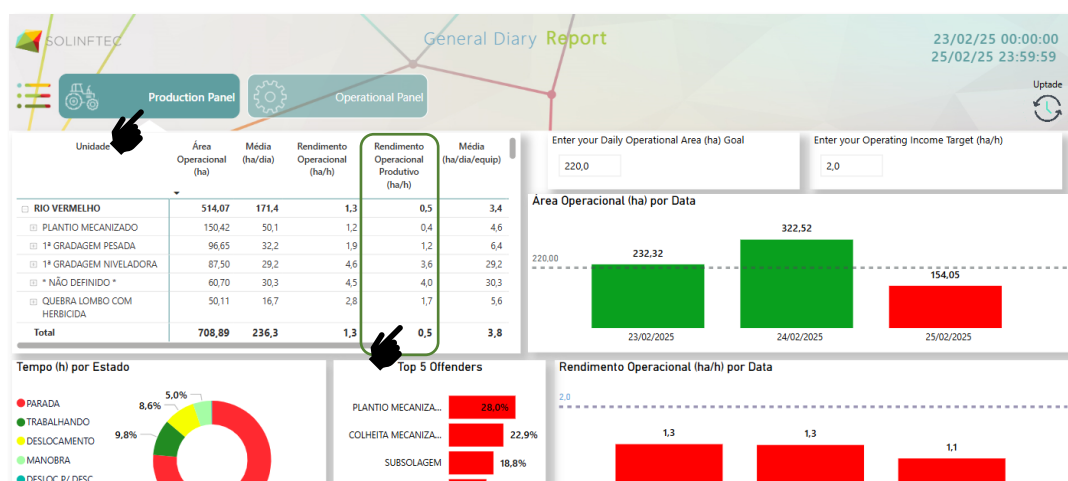 SOLINFTEC
General Diary Report
23/02/25 00:00:00
25/02/25 23:59:59
Uptade
Production Panel
Operational Panel
Unidade
Área Operacional (ha)
Média (ha/dia)
Rendimento Operacional (ha/h)
Rendimento Operacional Produtivo (ha/h)
Média (ha/dia/equip)
RIO VERMELHO 514,07 171,4 1,3 0,5 3,4
PLANTIO MECANIZADO 150,42 50,1 1,2 0,4 4,6
1ª GRADAGEM PESADA 96,65 32,2 1,9 1,2 6,4
1ª GRADAGEM NIVELADORA 87,50 29,2 4,6 3,6 29,2
* NÃO DEFINIDO * 60,70 30,3 4,5 4,0 30,3
QUEBRA LOMBO COM HERBICIDA 50,11 16,7 2,8 1,7 5,6
Total 708,89 236,3 1,3 0,5 3,8
Enter your Daily Operational Area (ha) Goal
220,0
Enter your Operating Income Target (ha/h)
2,0
Área Operacional (ha) por Data
220,00
232,32
322,52
154,05
23/02/2025
24/02/2025
25/02/2025
Tempo (h) por Estado
PARADA
TRABALHANDO
DESLOCAMENTO
MANOBRA
DESLOC P/ DESC
5,0%
8,6%
9,8%
Top 5 Offenders
PLANTIO MECANIZA... 28,0%
COLHEITA MECANIZA... 22,9%
SUBSOLAGEM 18,8%
Rendimento Operacional (ha/h) por Data
2,0
1,3
1,3
1,1